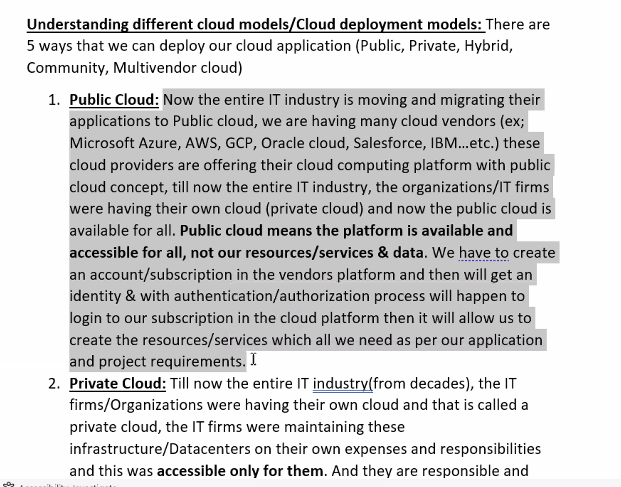 Understanding different cloud models/Cloud deployment models: There are
5 ways that we can deploy our cloud application (Public, Private, Hybrid,
Community, Multivendor cloud)
1. Public Cloud: Now the entire IT industry is moving and migrating their
applications to Public cloud, we are having many cloud vendors (ex;
Microsoft Azure, AWS, GCP, Oracle cloud, Salesforce, IBM...etc.) these
cloud providers are offering their cloud computing platform with public
cloud concept, till now the entire IT industry, the organizations/IT firms
were having their own cloud (private cloud) and now the public cloud is
available for all. Public cloud means the platform is available and
accessible for all, not our resources/services & data. We have to create
an account/subscription in the vendors platform and then will get an
identity & with authentication/authorization process will happen to
login to our subscription in the cloud platform then it will allow us to
create the resources/services which all we need as per our application
and project requirements.
2. Private Cloud: Till now the entire IT industry(from decades), the IT
firms/Organizations were having their own cloud and that is called a
private cloud, the IT firms were maintaining these
infrastructure/Datacenters on their own expenses and responsibilities
and this was accessible only for them. And they are responsible and